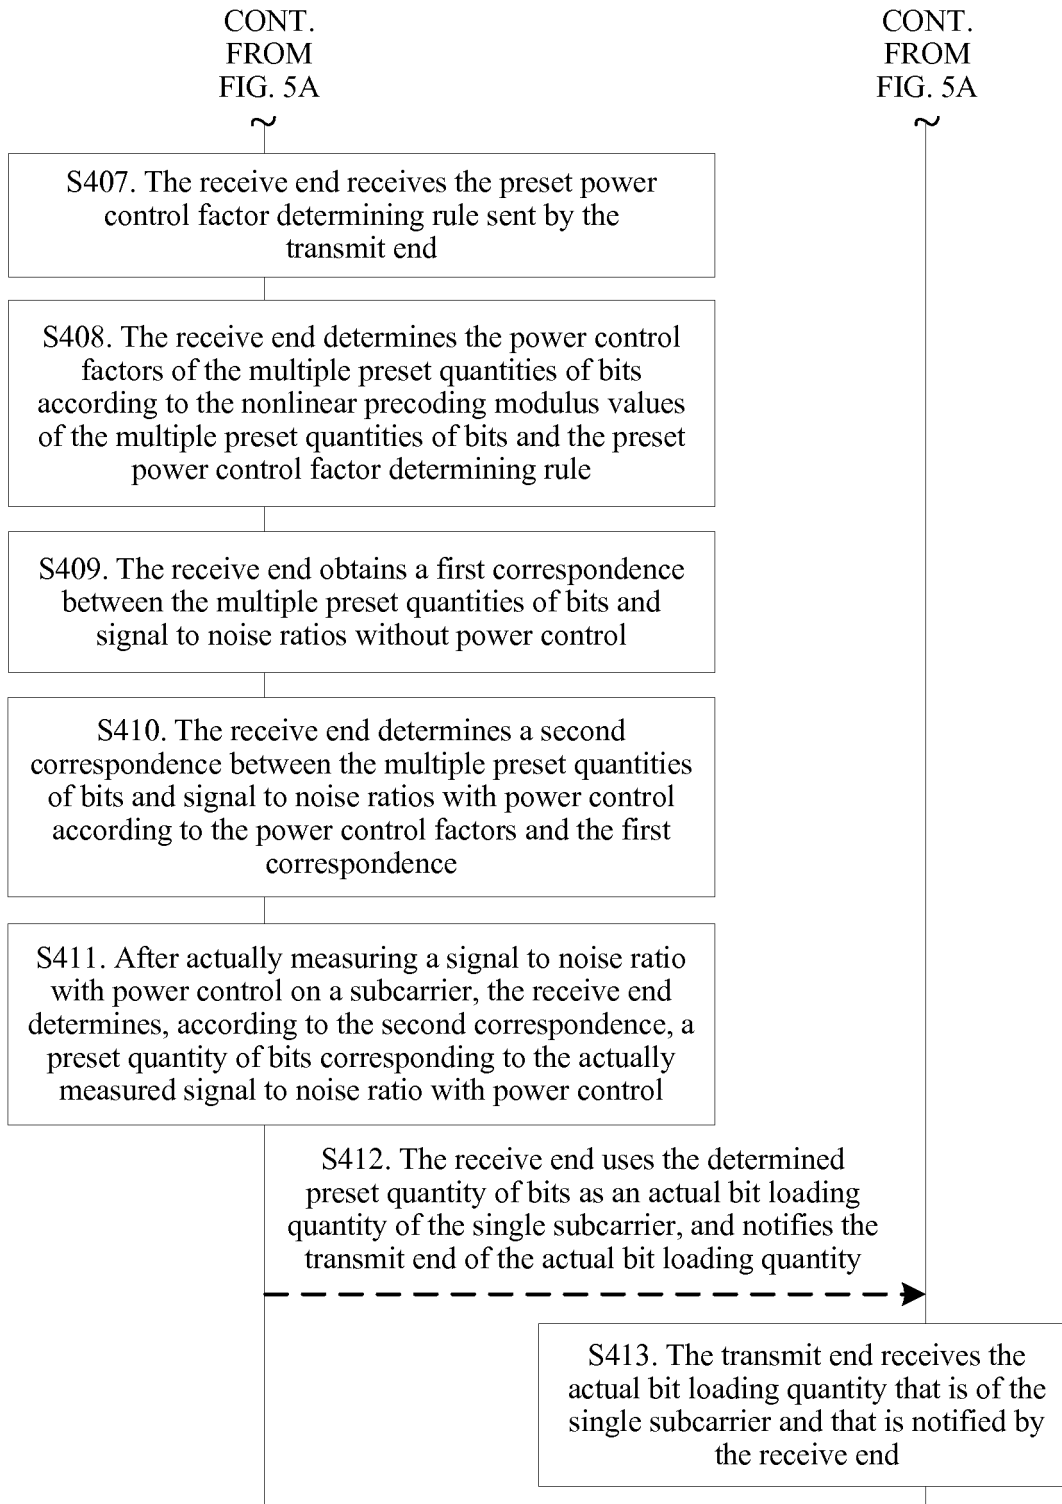 CONT.
FROM
FIG. 5A
CONT.
FROM
FIG. 5A
S407. The receive end receives the preset power
control factor determining rule sent by the
transmit end
S408. The receive end determines the power control
factors of the multiple preset quantities of bits
according to the nonlinear precoding modulus values
of the multiple preset quantities of bits and the preset
power control factor determining rule
S409. The receive end obtains a first correspondence
between the multiple preset quantities of bits and
signal to noise ratios without power control
S410. The receive end determines a second
correspondence between the multiple preset quantities
of bits and signal to noise ratios with power control
according to the power control factors and the first
correspondence
S411. After actually measuring a signal to noise ratio
with power control on a subcarrier, the receive end
determines, according to the second correspondence, a
preset quantity of bits corresponding to the actually
measured signal to noise ratio with power control
S412. The receive end uses the determined
preset quantity of bits as an actual bit loading
quantity of the single subcarrier, and notifies the
transmit end of the actual bit loading quantity
S413. The transmit end receives the
actual bit loading quantity that is of the
single subcarrier and that is notified by
the receive end